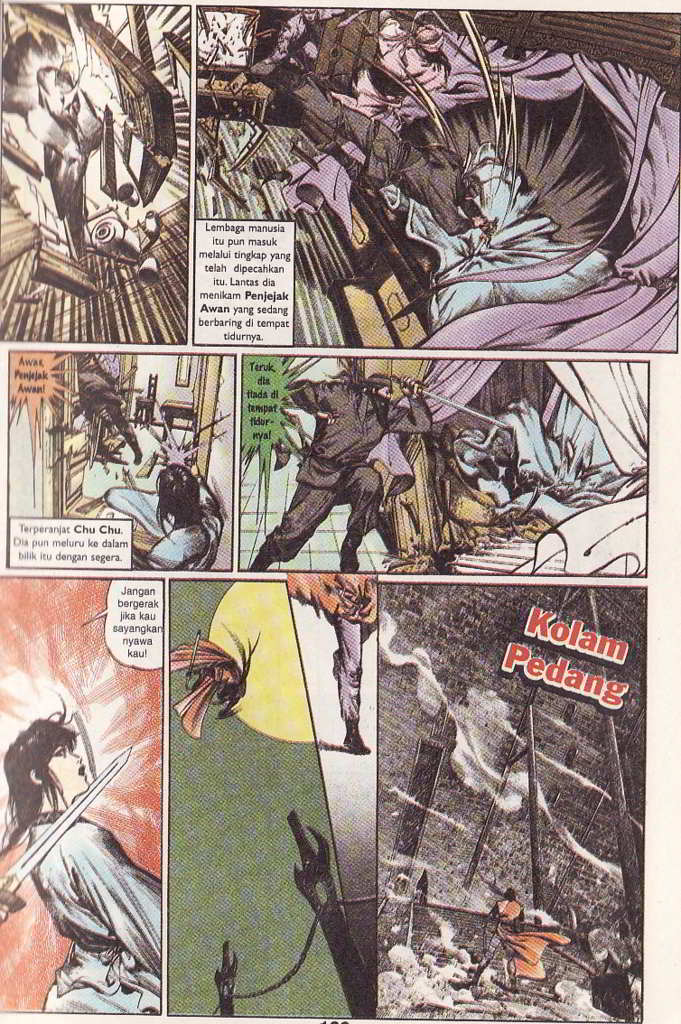 Lembaga manusia
itu pun masuk
melalui tingkap yang
telah dipecahkan
itu. Lantas dia
menikam Penjejak
Awan yang sedang
berbaring di tempat
tidurnya.
Awas,
Penjejak
Awan!
Terperanjat Chu Chu.
Dia pun meluru ke dalam
bilik itu dengan segera.
Teruk,
dia
tiada di
tempat
tidur-
nya!
Jangan
bergerak
jika kau
sayangkan
nyawa
kau!
Kolam
Pedang